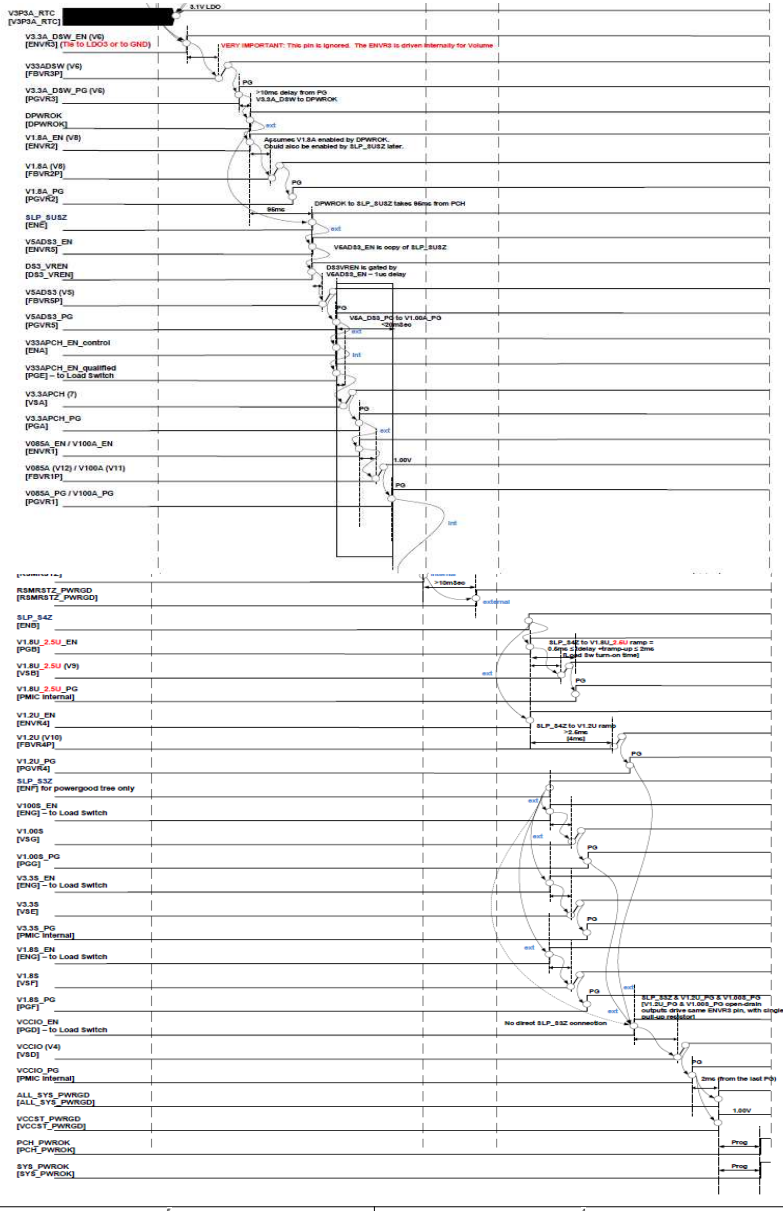 3.1V LDO
V3P3A_RTC
[V3P3A_RTC]
V3.3A_DSW_EN (V6)
[ENVR3] (Tie to LDO3 or to GND)
VERY IMPORTANT: This pin is ignored. The ENVR3 is driven internally for Volume
V33ADSW (V6)
[FBVR3P]
PG
V3.3A_DSW_PG (V6)
[PGVR3]
>10ms delay from PG
V3.3A_DSW to DPWROK
DPWROK
[DPWROK]
ext
V1.8A_EN (V8)
[ENVR2]
Assumes V1.8A enabled by DPWROK.
Could also be enabled by SLP_SUSZ later.
V1.8A (V8)
[FBVR2P]
PG
V1.8A_PG
[PGVR2]
DPWROK to SLP_SUSZ takes 95ms from PCH
95ms
SLP_SUSZ
[ENE]
ext
V5ADS3_EN
[ENVR5]
V5ADS3_EN is copy of SLP_SUSZ
DS3_VREN
[DS3_VREN]
DS3VREN is gated by
V5ADS3_EN ~ 1us delay
V5ADS3 (V5)
[FBVR5P]
PG
V5ADS3_PG
[PGVR5]
V5A_DS3_PG to V1.00A_PG
<20mSec
ext
V33APCH_EN_control
[ENA]
int
V33APCH_EN_qualified
[PGE] – to Load Switch
V3.3APCH (7)
[VSA]
PG
V3.3APCH_PG
[PGA]
ext
V085A_EN / V100A_EN
[ENVR1]
V085A (V12) / V100A (V11)
[FBVR1P]
1.00V
PG
V085A_PG / V100A_PG
[PGVR1]
int
[RSMRSTZ]
internal
>10mSec
RSMRSTZ_PWRGD
[RSMRSTZ_PWRGD]
external
SLP_S4Z
[ENB]
V1.8U_2.5U_EN
[PGB]
SLP_S4Z to V1.8U_2.5U ramp =
0.6ms ≤ tdelay +tramp-up ≤ 2ms
[Load Sw turn-on time]
V1.8U_2.5U (V9)
[VSB]
ext
PG
V1.8U_2.5U_PG
[PMIC Internal]
V1.2U_EN
[ENVR4]
SLP_S4Z to V1.2U ramp
>2.5ms
[4ms]
V1.2U (V10)
[FBVR4P]
PG
V1.2U_PG
[PGVR4]
SLP_S3Z
[ENF] for powergood tree only
ext
V100S_EN
[ENG] – to Load Switch
ext
V1.00S
[VSG]
PG
V1.00S_PG
[PGG]
V3.3S_EN
[ENG] – to Load Switch
V3.3S
[VSE]
PG
V3.3S_PG
[PMIC Internal]
V1.8S_EN
[ENG] – to Load Switch
V1.8S
[VSF]
PG
ext
V1.8S_PG
[PGF]
SLP_S3Z & V1.2U_PG & V1.00S_PG
[V1.2U_PG & V1.00S_PG open-drain
outputs drive same ENVR3 pin, with single
pull-up resistor]
ext
VCCIO_EN
[PGD] – to Load Switch
No direct SLP_S3Z connection
VCCIO (V4)
[VSD]
PG
VCCIO_PG
[PMIC Internal]
2ms (from the last PG)
ALL_SYS_PWRGD
[ALL_SYS_PWRGD]
1.00V
VCCST_PWRGD
[VCCST_PWRGD]
PCH_PWROK
[PCH_PWROK]
Prog
SYS_PWROK
[SYS_PWROK]
Prog